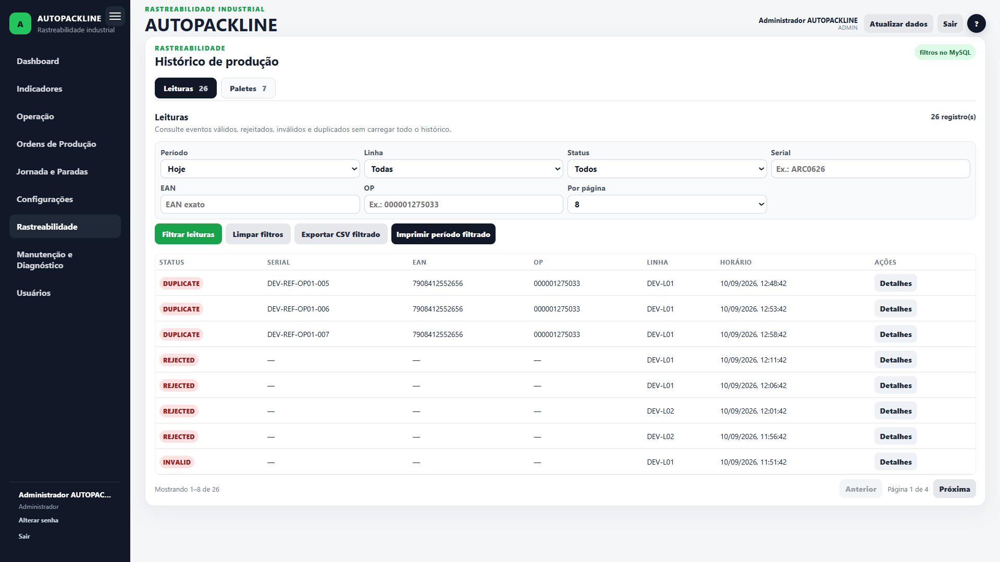 A
AUTOPACKLINE
Rastreabilidade industrial
Dashboard
Indicadores
Operação
Ordens de Produção
Jornada e Paradas
Configurações
Rastreabilidade
Manutenção e
Diagnóstico
Usuários
Administrador AUTOPAC...
Administrador
Alterar senha
Sair
RASTREABILIDADE INDUSTRIAL
AUTOPACKLINE
Administrador AUTOPACKLINE
ADMIN
Atualizar dados
Sair
?
RASTREABILIDADE
Histórico de produção
filtros no MySQL
Leituras 26
Paletes 7
Leituras
26 registro(s)
Consulte eventos válidos, rejeitados, inválidos e duplicados sem carregar todo o histórico.
Período
Linha
Status
Serial
Hoje
Todas
Todos
Ex.: ARC0626
EAN
OP
Por página
EAN exato
Ex.: 000001275033
8
Filtrar leituras
Limpar filtros
Exportar CSV filtrado
Imprimir período filtrado
STATUS SERIAL EAN OP LINHA HORÁRIO AÇÕES
DUPLICATE DEV-REF-OP01-005 7908412552656 000001275033 DEV-L01 10/09/2026, 12:48:42 Detalhes
DUPLICATE DEV-REF-OP01-006 7908412552656 000001275033 DEV-L01 10/09/2026, 12:53:42 Detalhes
DUPLICATE DEV-REF-OP01-007 7908412552656 000001275033 DEV-L01 10/09/2026, 12:58:42 Detalhes
REJECTED — — — DEV-L01 10/09/2026, 12:11:42 Detalhes
REJECTED — — — DEV-L01 10/09/2026, 12:06:42 Detalhes
REJECTED — — — DEV-L02 10/09/2026, 12:01:42 Detalhes
REJECTED — — — DEV-L02 10/09/2026, 11:56:42 Detalhes
INVALID — — — DEV-L01 10/09/2026, 11:51:42 Detalhes
Mostrando 1–8 de 26
Anterior
Página 1 de 4
Próxima